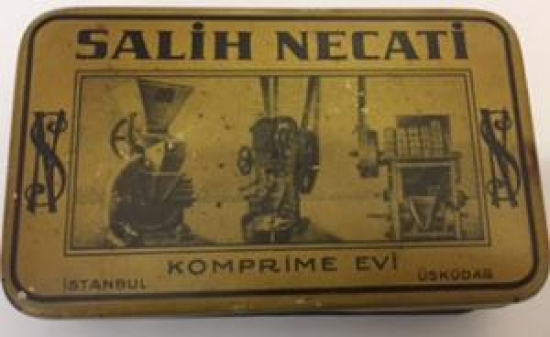 SALİH NECATİ
KOMPRİME EVİ
İSTANBUL
ÜSKÜDAR